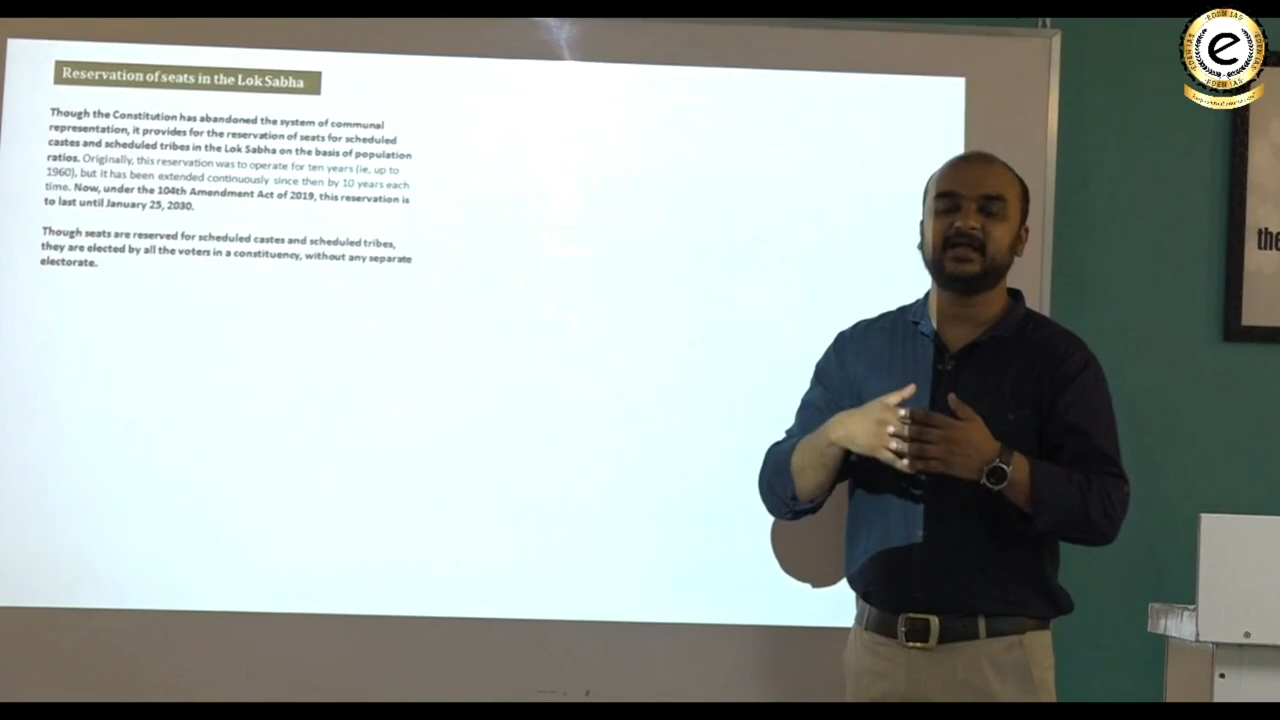 Reservation of seats in the Lok Sabha
Though the Constitution has abandoned the system of communal
representation, it provides for the reservation of seats for scheduled
castes and scheduled tribes in the Lok Sabha on the basis of population
ratios. Originally, this reservation was to operate for ten years (ie, up to
1960), but it has been extended continuously since then by 10 years each
time. Now, under the 104th Amendment Act of 2019, this reservation is
to last until January 25, 2030.
Though seats are reserved for scheduled castes and scheduled tribes,
they are elected by all the voters in a constituency, without any separate
electorate.
EDEN IAS
e
the